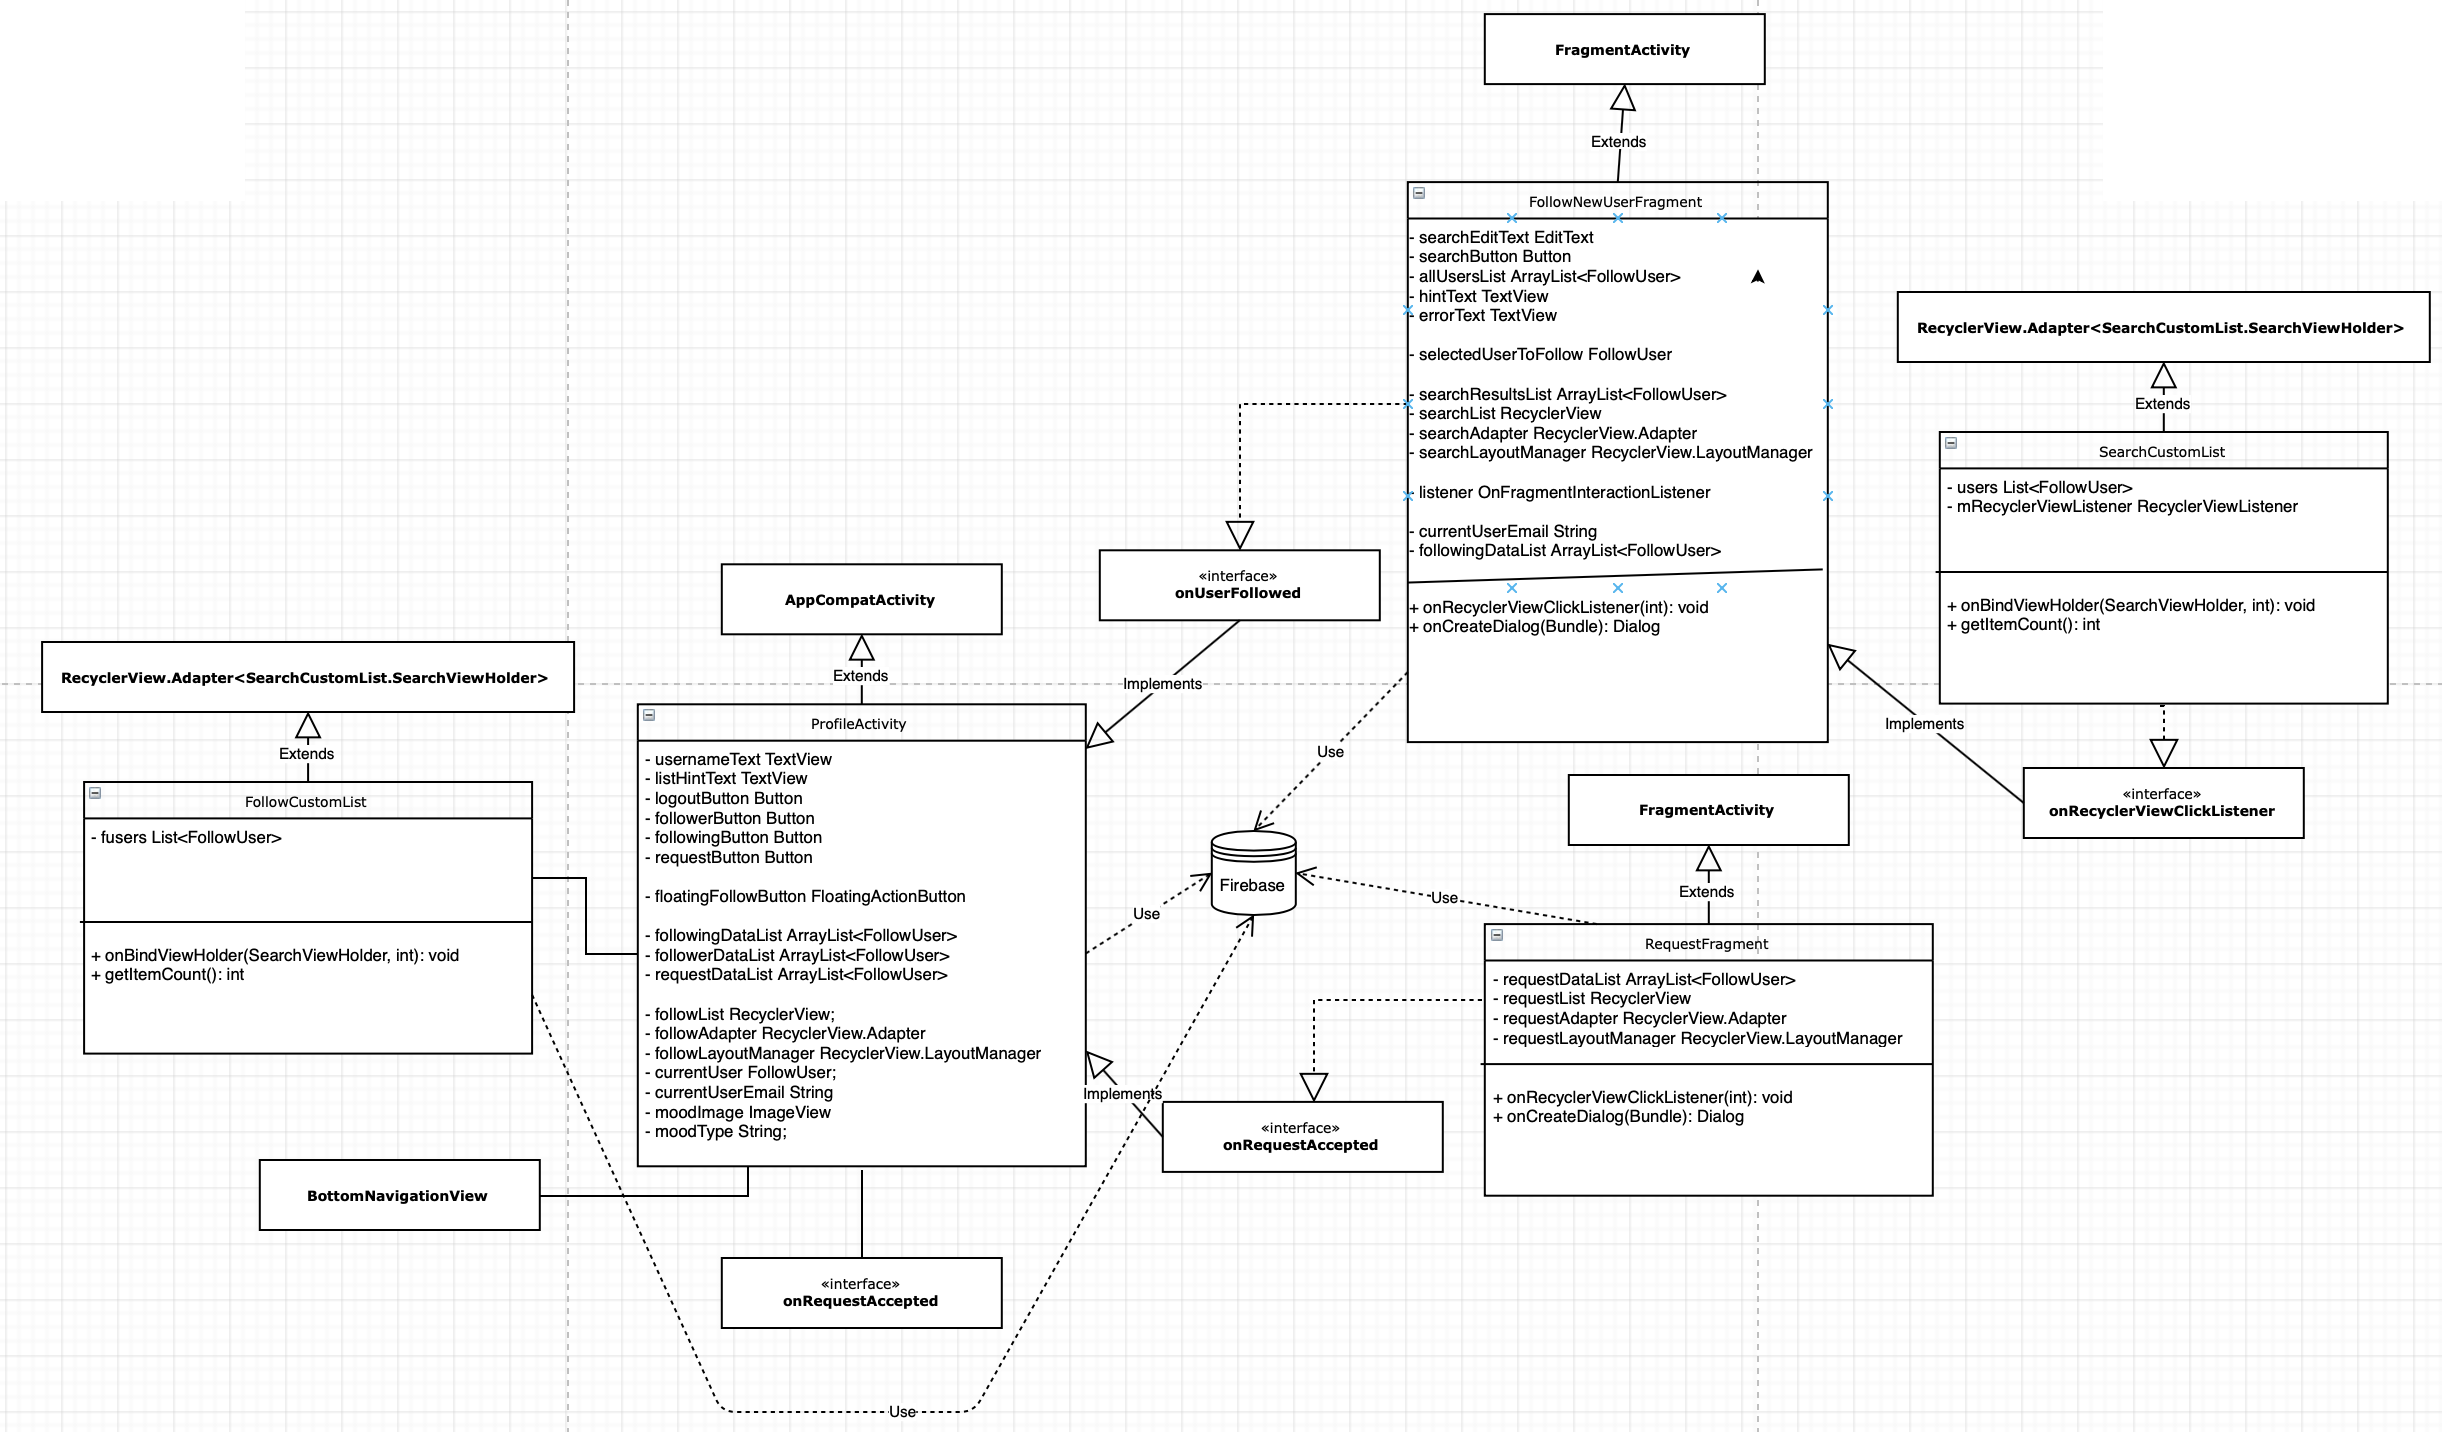 FragmentActivity
Extends
FollowNewUserFragment
- searchEditText EditText
- searchButton Button
- allUsersList ArrayList<FollowUser>
- hintText TextView
- errorText TextView
- selectedUserToFollow FollowUser
- searchResultsList ArrayList<FollowUser>
- searchList RecyclerView
- searchAdapter RecyclerView.Adapter
- searchLayoutManager RecyclerView.LayoutManager
- listener OnFragmentInteractionListener
- currentUserEmail String
- followingDataList ArrayList<FollowUser>
+ onRecyclerViewClickListener(int): void
+ onCreateDialog(Bundle): Dialog
RecyclerView.Adapter<SearchCustomList.SearchViewHolder>
Extends
SearchCustomList
- users List<FollowUser>
- mRecyclerViewListener RecyclerViewListener
+ onBindViewHolder(SearchViewHolder, int): void
+ getItemCount(): int
Implements
«interface»
onRecyclerViewClickListener
«interface»
onUserFollowed
Implements
AppCompatActivity
Extends
ProfileActivity
- usernameText TextView
- listHintText TextView
- logoutButton Button
- followerButton Button
- followingButton Button
- requestButton Button
- floatingFollowButton FloatingActionButton
- followingDataList ArrayList<FollowUser>
- followerDataList ArrayList<FollowUser>
- requestDataList ArrayList<FollowUser>
- followList RecyclerView;
- followAdapter RecyclerView.Adapter
- followLayoutManager RecyclerView.LayoutManager
- currentUser FollowUser;
- currentUserEmail String
- moodImage ImageView
- moodType String;
RecyclerView.Adapter<SearchCustomList.SearchViewHolder>
Extends
FollowCustomList
- fusers List<FollowUser>
+ onBindViewHolder(SearchViewHolder, int): void
+ getItemCount(): int
Use
Firebase
Use
Use
FragmentActivity
Extends
RequestFragment
- requestDataList ArrayList<FollowUser>
- requestList RecyclerView
- requestAdapter RecyclerView.Adapter
- requestLayoutManager RecyclerView.LayoutManager
+ onRecyclerViewClickListener(int): void
+ onCreateDialog(Bundle): Dialog
Implements
«interface»
onRequestAccepted
BottomNavigationView
«interface»
onRequestAccepted
Use